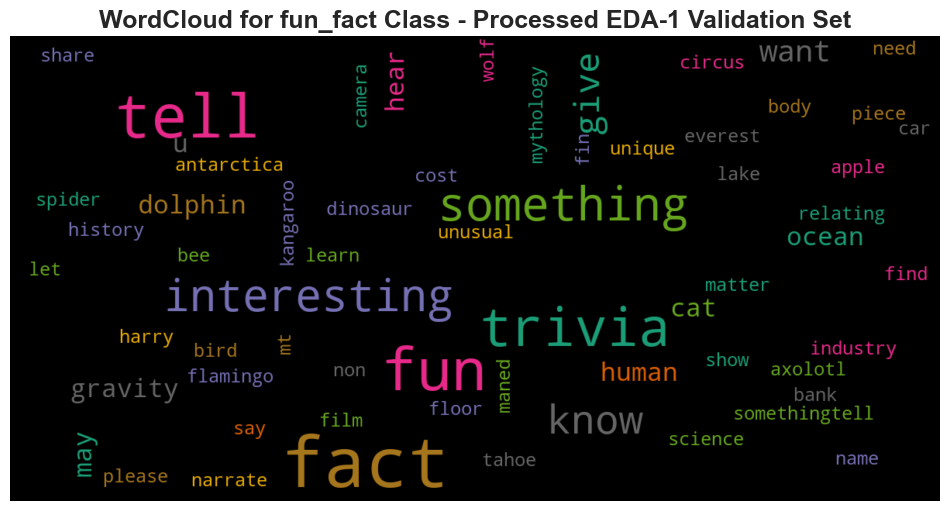 WordCloud for fun_fact Class - Processed EDA-1 Validation Set
share
tell
u
camera
hear
wolf
mythology
give
fin
circus
want
need
body
piece
car
everest
unique
antarctica
cost
lake
apple
spider
dolphin
kangaroo
dinosaur
something
unusual
relating
ocean
history
bee
learn
let
find
matter
interesting
trivia
cat
harry
bird
mt
flamingo
fun
non
maned
human
show
industry
axolotl
gravity
floor
know
bank
somethingtell
film
say
science
may
fact
tahoe
name
please
narrate